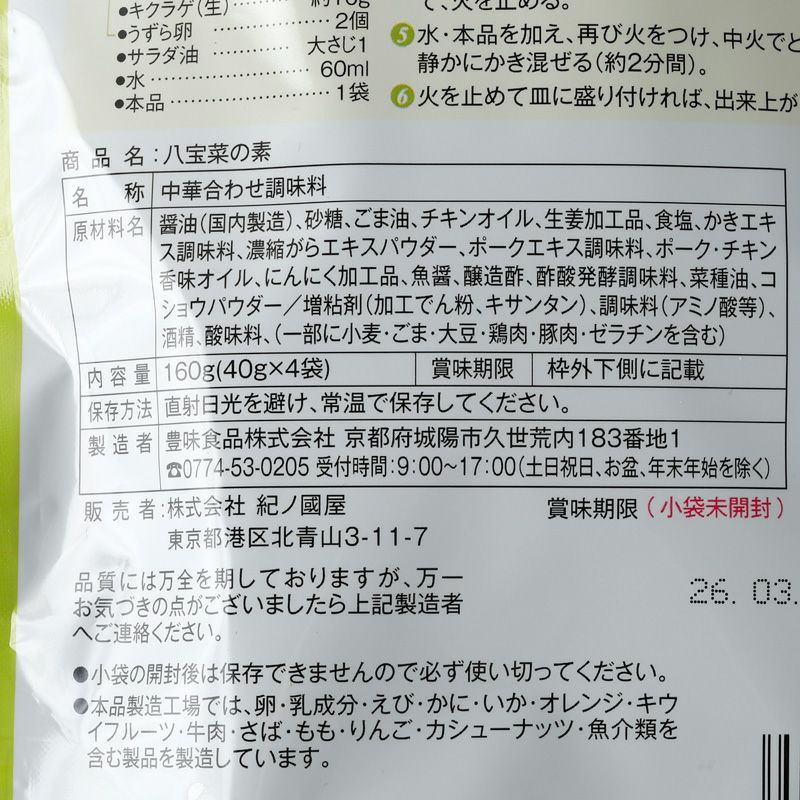 ・キクラゲ(生)………約10g
・うずら卵………2個
・サラダ油………大さじ1
・水………60ml
・本品………1袋
て、火を止める。
5 水・本品を加え、再び火をつけ、中火でと
静かにかき混ぜる(約2分間)。
6 火を止めて皿に盛り付ければ、出来上が
商品名:八宝菜の素
名称 中華合わせ調味料
原材料名 醤油(国内製造)、砂糖、ごま油、チキンオイル、生姜加工品、食塩、かきエキ
ス調味料、濃縮がらエキスパウダー、ポークエキス調味料、ポーク・チキン
香味オイル、にんにく加工品、魚醤、醸造酢、酢酸発酵調味料、菜種油、コ
ショウパウダー/増粘剤(加工でん粉、キサンタン)、調味料(アミノ酸等)、
酒精、酸味料、(一部に小麦・ごま・大豆・鶏肉・豚肉・ゼラチンを含む)
内容量 160g(40g×4袋) 賞味期限 枠外下側に記載
保存方法 直射日光を避け、常温で保存してください。
製造者 豊味食品株式会社 京都府城陽市久世荒内183番地1
☎0774-53-0205 受付時間:9:00~17:00(土日祝日、お盆、年末年始を除く)
販売者:株式会社 紀ノ國屋
東京都港区北青山3-11-7
賞味期限(小袋未開封)
26.03.
品質には万全を期しておりますが、万一
お気づきの点がございましたら上記製造者
へご連絡ください。
●小袋の開封後は保存できませんので必ず使い切ってください。
●本品製造工場では、卵・乳成分・えび・かに・いか・オレンジ・キウ
イフルーツ・牛肉・さば・もも・りんご・カシューナッツ・魚介類を
含む製品を製造しています。